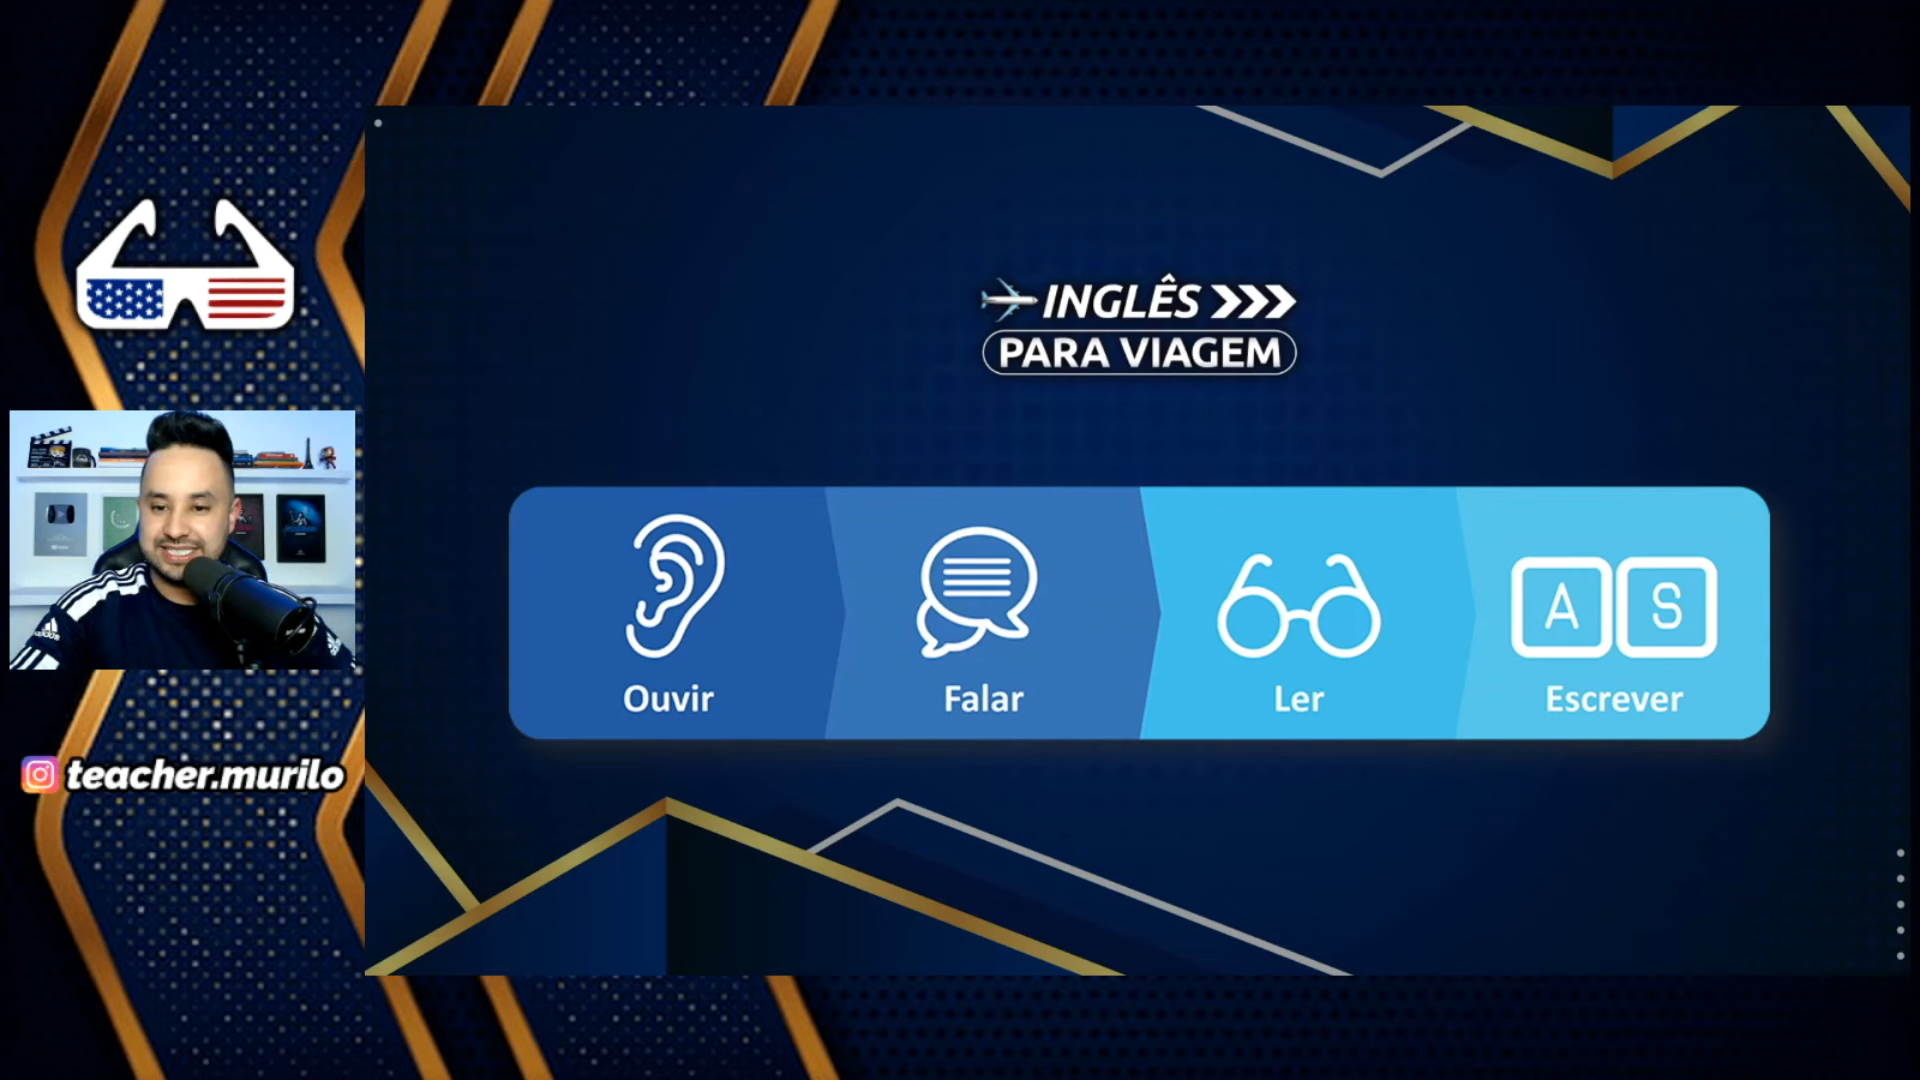 INGLÊS
PARA VIAGEM
A S
Ouvir
Falar
Ler
Escrever
teacher.murilo